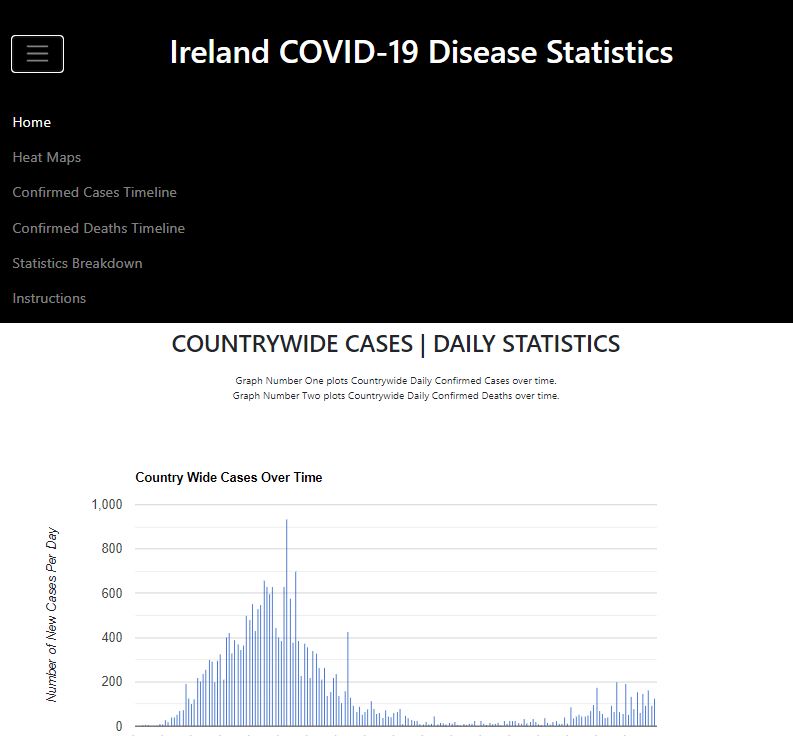 Ireland COVID-19 Disease Statistics
Home
Heat Maps
Confirmed Cases Timeline
Confirmed Deaths Timeline
Statistics Breakdown
Instructions
COUNTRYWIDE CASES | DAILY STATISTICS
Graph Number One plots Countrywide Daily Confirmed Cases over time.
Graph Number Two plots Countrywide Daily Confirmed Deaths over time.
Country Wide Cases Over Time
Number of New Cases Per Day
1,000
800
600
400
200
0